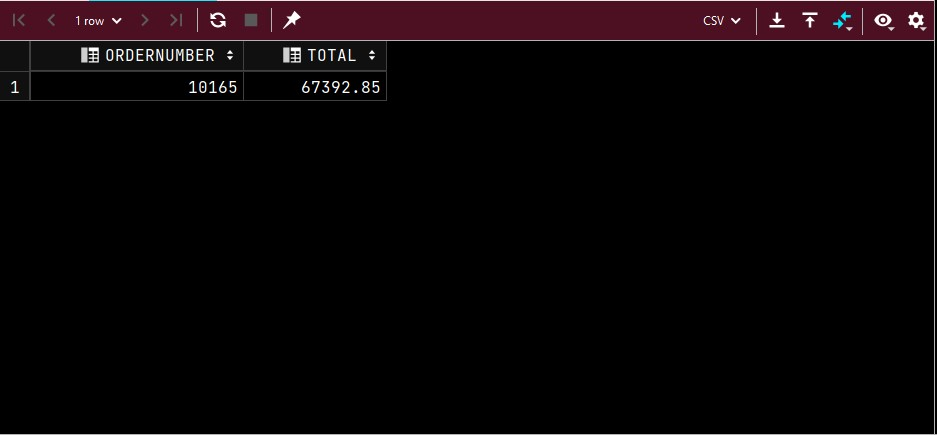 1 row CSV
ORDERNUMBER TOTAL
1 10165 67392.85